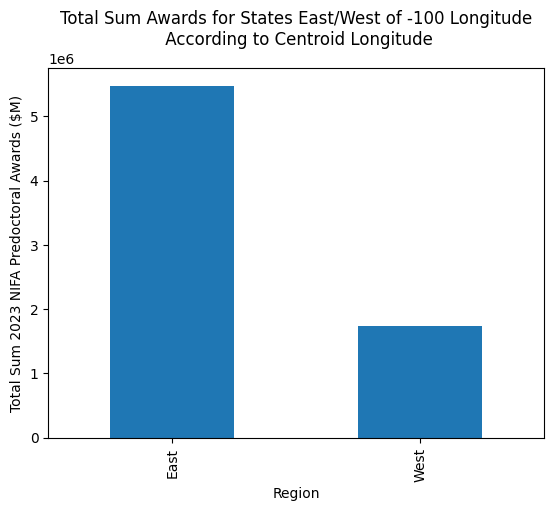 Total Sum Awards for States East/West of -100 Longitude
According to Centroid Longitude
1e6
Total Sum 2023 NIFA Predoctoral Awards ($M)
5
4
3
2
1
0
East
West
Region